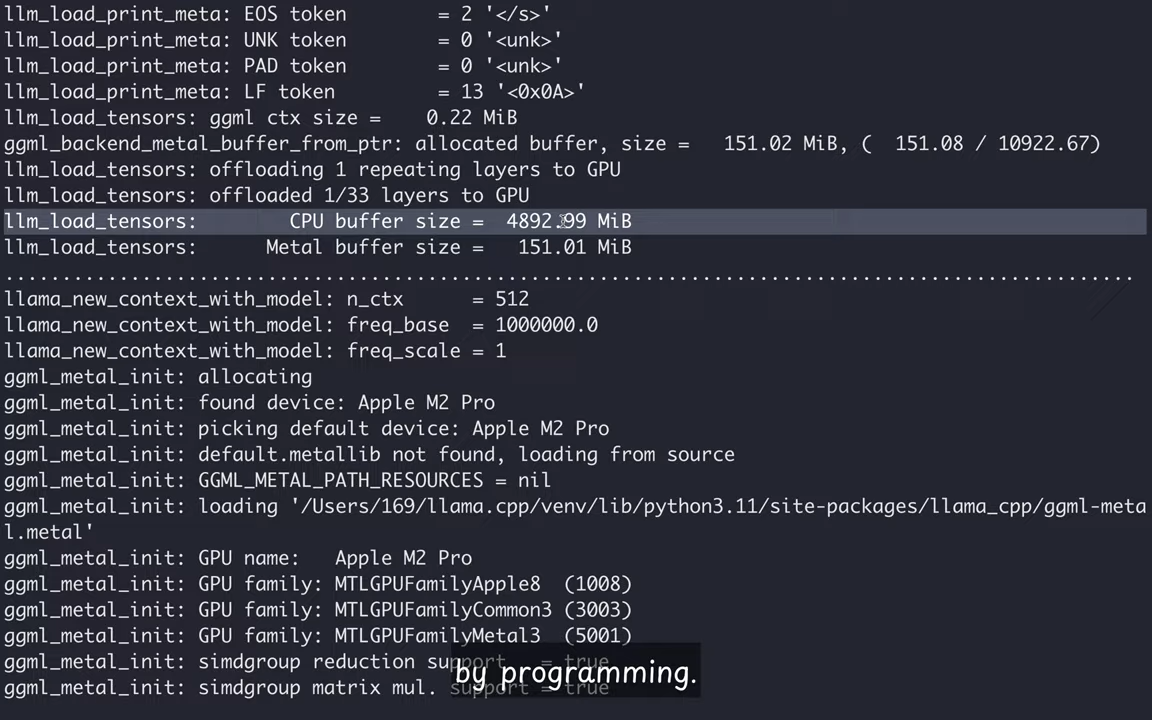 llm_load_print_meta: EOS token        = 2 '</s>'
llm_load_print_meta: UNK token        = 0 '<unk>'
llm_load_print_meta: PAD token        = 0 '<unk>'
llm_load_print_meta: LF token         = 13 '<0x0A>'
llm_load_tensors: ggml ctx size =    0.22 MiB
ggml_backend_metal_buffer_from_ptr: allocated buffer, size =   151.02 MiB, (  151.08 / 10922.67)
llm_load_tensors: offloading 1 repeating layers to GPU
llm_load_tensors: offloaded 1/33 layers to GPU
llm_load_tensors:        CPU buffer size =  4892.99 MiB
llm_load_tensors:      Metal buffer size =   151.01 MiB
...................................................................................................
llama_new_context_with_model: n_ctx      = 512
llama_new_context_with_model: freq_base  = 1000000.0
llama_new_context_with_model: freq_scale = 1
ggml_metal_init: allocating
ggml_metal_init: found device: Apple M2 Pro
ggml_metal_init: picking default device: Apple M2 Pro
ggml_metal_init: default.metallib not found, loading from source
ggml_metal_init: GGML_METAL_PATH_RESOURCES = nil
ggml_metal_init: loading '/Users/169/llama.cpp/venv/lib/python3.11/site-packages/llama_cpp/ggml-meta
l.metal'
ggml_metal_init: GPU name:   Apple M2 Pro
ggml_metal_init: GPU family: MTLGPUFamilyApple8  (1008)
ggml_metal_init: GPU family: MTLGPUFamilyCommon3 (3003)
ggml_metal_init: GPU family: MTLGPUFamilyMetal3  (5001)
ggml_metal_init: simdgroup reduction support   = true
by programming.
ggml_metal_init: simdgroup matrix mul. support = true